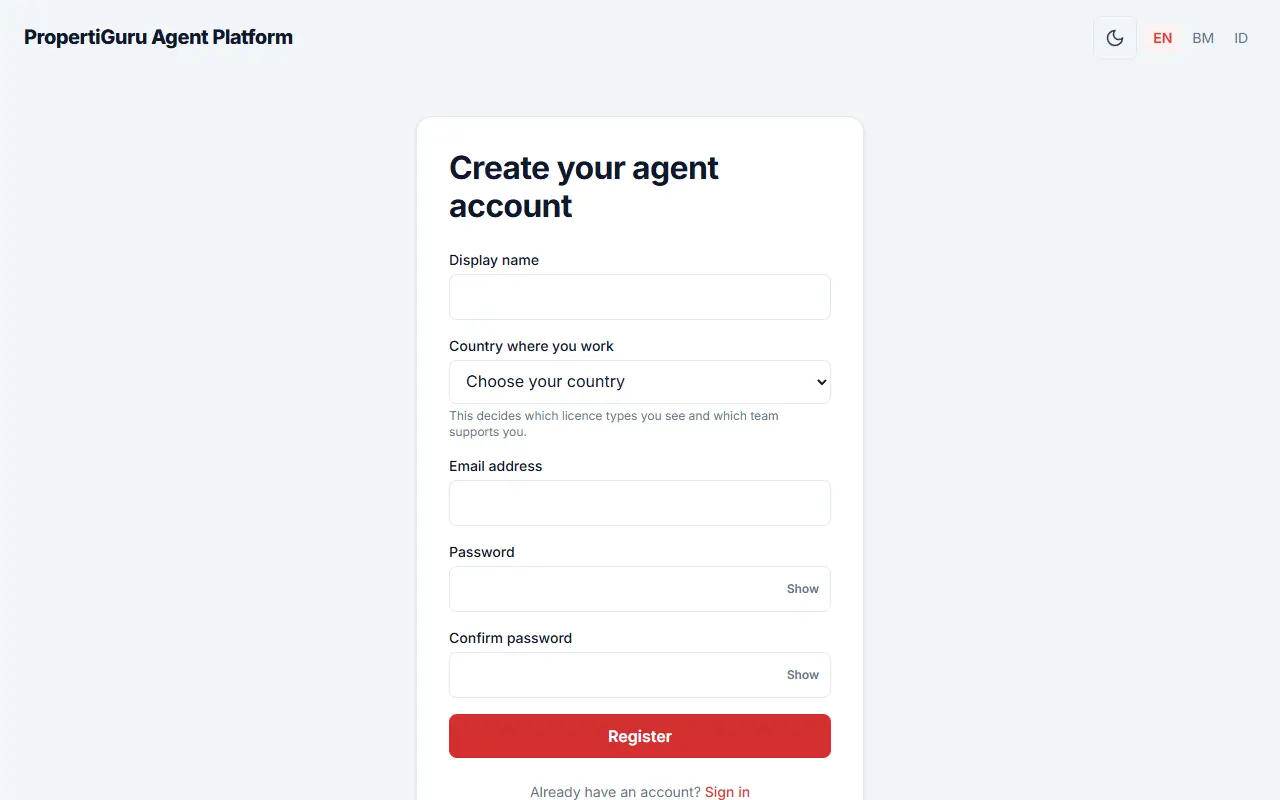 PropertiGuru Agent Platform
EN BM ID
Create your agent
account
Display name
Country where you work
Choose your country
This decides which licence types you see and which team
supports you.
Email address
Password
Show
Confirm password
Show
Register
Already have an account? Sign in